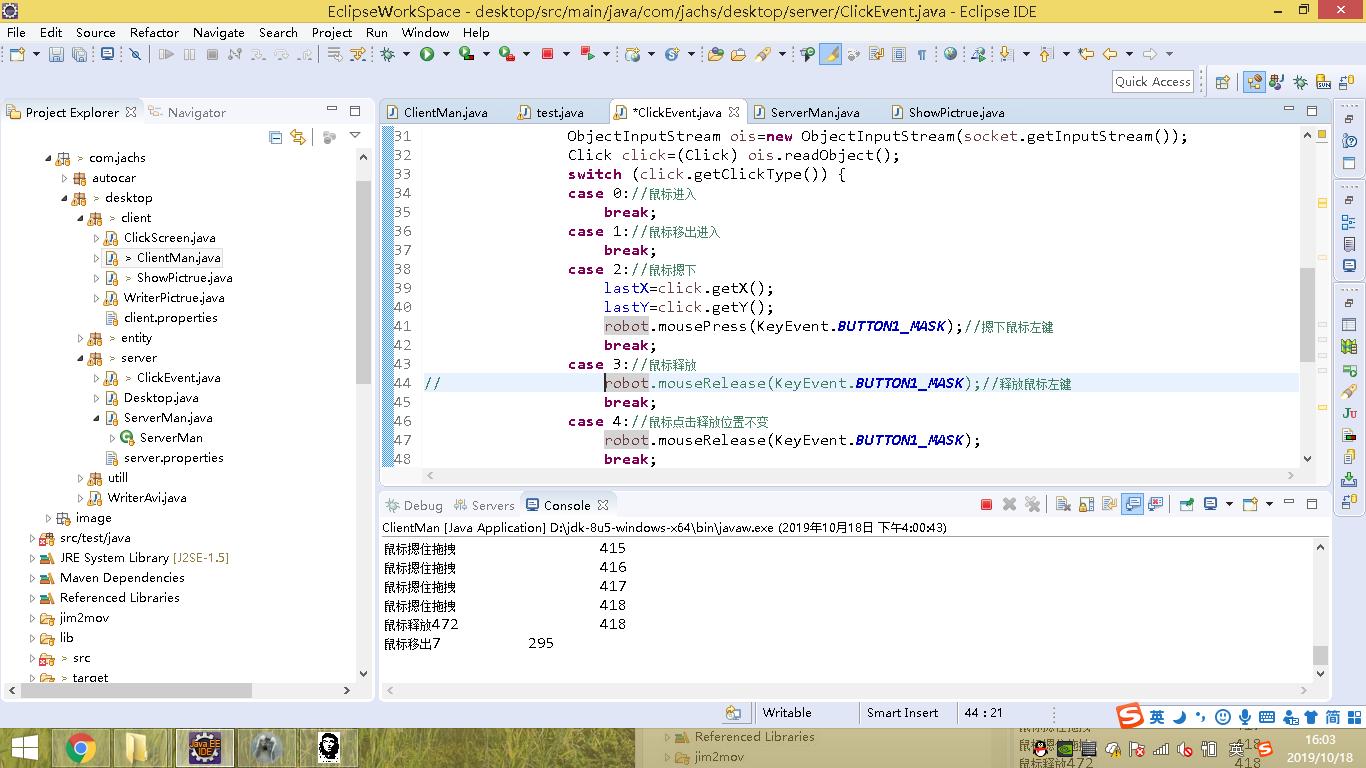 EclipseWorkSpace - desktop/src/main/java/com/jachs/desktop/server/ClickEvent.java - Eclipse IDE
File Edit Source Refactor Navigate Search Project Run Window Help
Quick Access
Project Explorer Navigator
> com.jachs
autocar
> desktop
> client
ClickScreen.java
> ClientMan.java
> ShowPictrue.java
WriterPictrue.java
client.properties
> entity
> server
> ClickEvent.java
Desktop.java
ServerMan.java
ServerMan
server.properties
utill
WriterAvi.java
image
src/test/java
JRE System Library [J2SE-1.5]
Maven Dependencies
Referenced Libraries
jim2mov
lib
> src
> target
ClientMan.java test.java *ClickEvent.java ServerMan.java ShowPictrue.java
31 ObjectInputStream ois=new ObjectInputStream(socket.getInputStream());
32 Click click=(Click) ois.readObject();
33 switch (click.getClickType()) {
34 case 0://鼠标进入
35 break;
36 case 1://鼠标移出进入
37 break;
38 case 2://鼠标摁下
39 lastX=click.getX();
40 lastY=click.getY();
41 robot.mousePress(KeyEvent.BUTTON1_MASK);//摁下鼠标左键
42 break;
43 case 3://鼠标释放
44 // robot.mouseRelease(KeyEvent.BUTTON1_MASK);//释放鼠标左键
45 break;
46 case 4://鼠标点击释放位置不变
47 robot.mouseRelease(KeyEvent.BUTTON1_MASK);
48 break;
Debug Servers Console
ClientMan [Java Application] D:\jdk-8u5-windows-x64\bin\javaw.exe (2019年10月18日 下午4:00:43)
鼠标摁住拖拽 415
鼠标摁住拖拽 416
鼠标摁住拖拽 417
鼠标摁住拖拽 418
鼠标释放472 418
鼠标移出7 295
Writable Smart Insert 44 : 21
英 简
Java EE
IDE
Referenced Libraries
jim2mov
鼠标释放472 418
英
16:03
2019/10/18